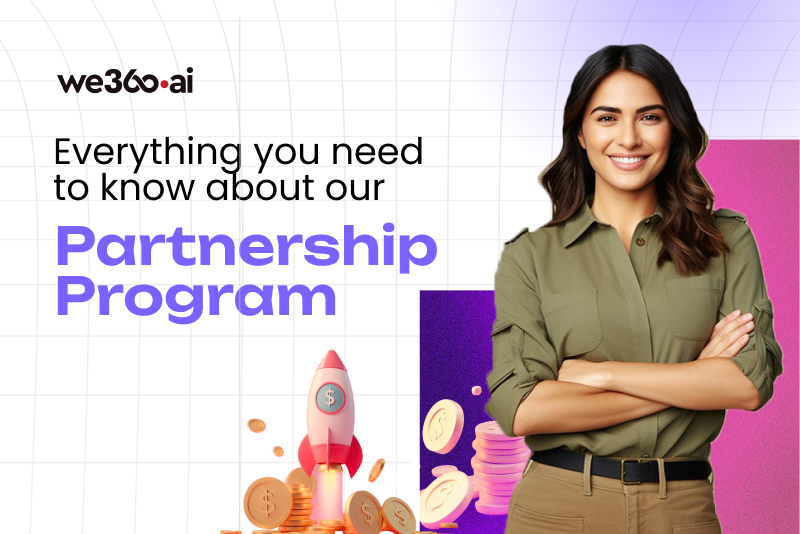 we360.ai
Everything you need
to know about our
Partnership
Program
$
$
$
$
$